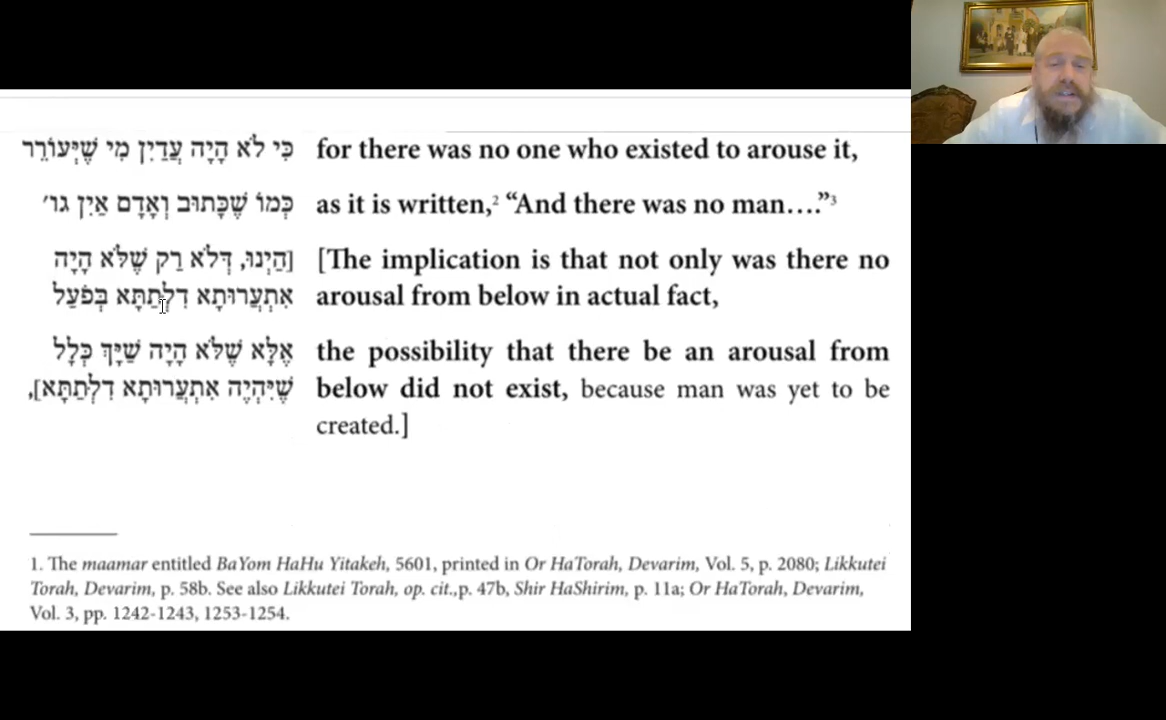 כִּי לֹא הָיָה עֲדַיִן מִי שֶׁיְּעוֹרֵר
for there was no one who existed to arouse it,
כְּמוֹ שֶׁכָּתוּב וְאָדָם אַיִן גו׳
as it is written,² “And there was no man….”³
[הַיְנוּ, דְּלֹא רַק שֶׁלֹּא הָיָה
אִתְעֲרוּתָא דִלְתַתָּא בְּפֹעַל
[The implication is that not only was there no
arousal from below in actual fact,
אֶלָּא שֶׁלֹּא הָיָה שַׁיָּךְ כְּלָל
שֶׁיִּהְיֶה אִתְעֲרוּתָא דִלְתַתָּא],
the possibility that there be an arousal from
below did not exist, because man was yet to be
created.]
1. The maamar entitled BaYom HaHu Yitakeh, 5601, printed in Or HaTorah, Devarim, Vol. 5, p. 2080; Likkutei
Torah, Devarim, p. 58b. See also Likkutei Torah, op. cit.,p. 47b, Shir HaShirim, p. 11a; Or HaTorah, Devarim,
Vol. 3, pp. 1242-1243, 1253-1254.